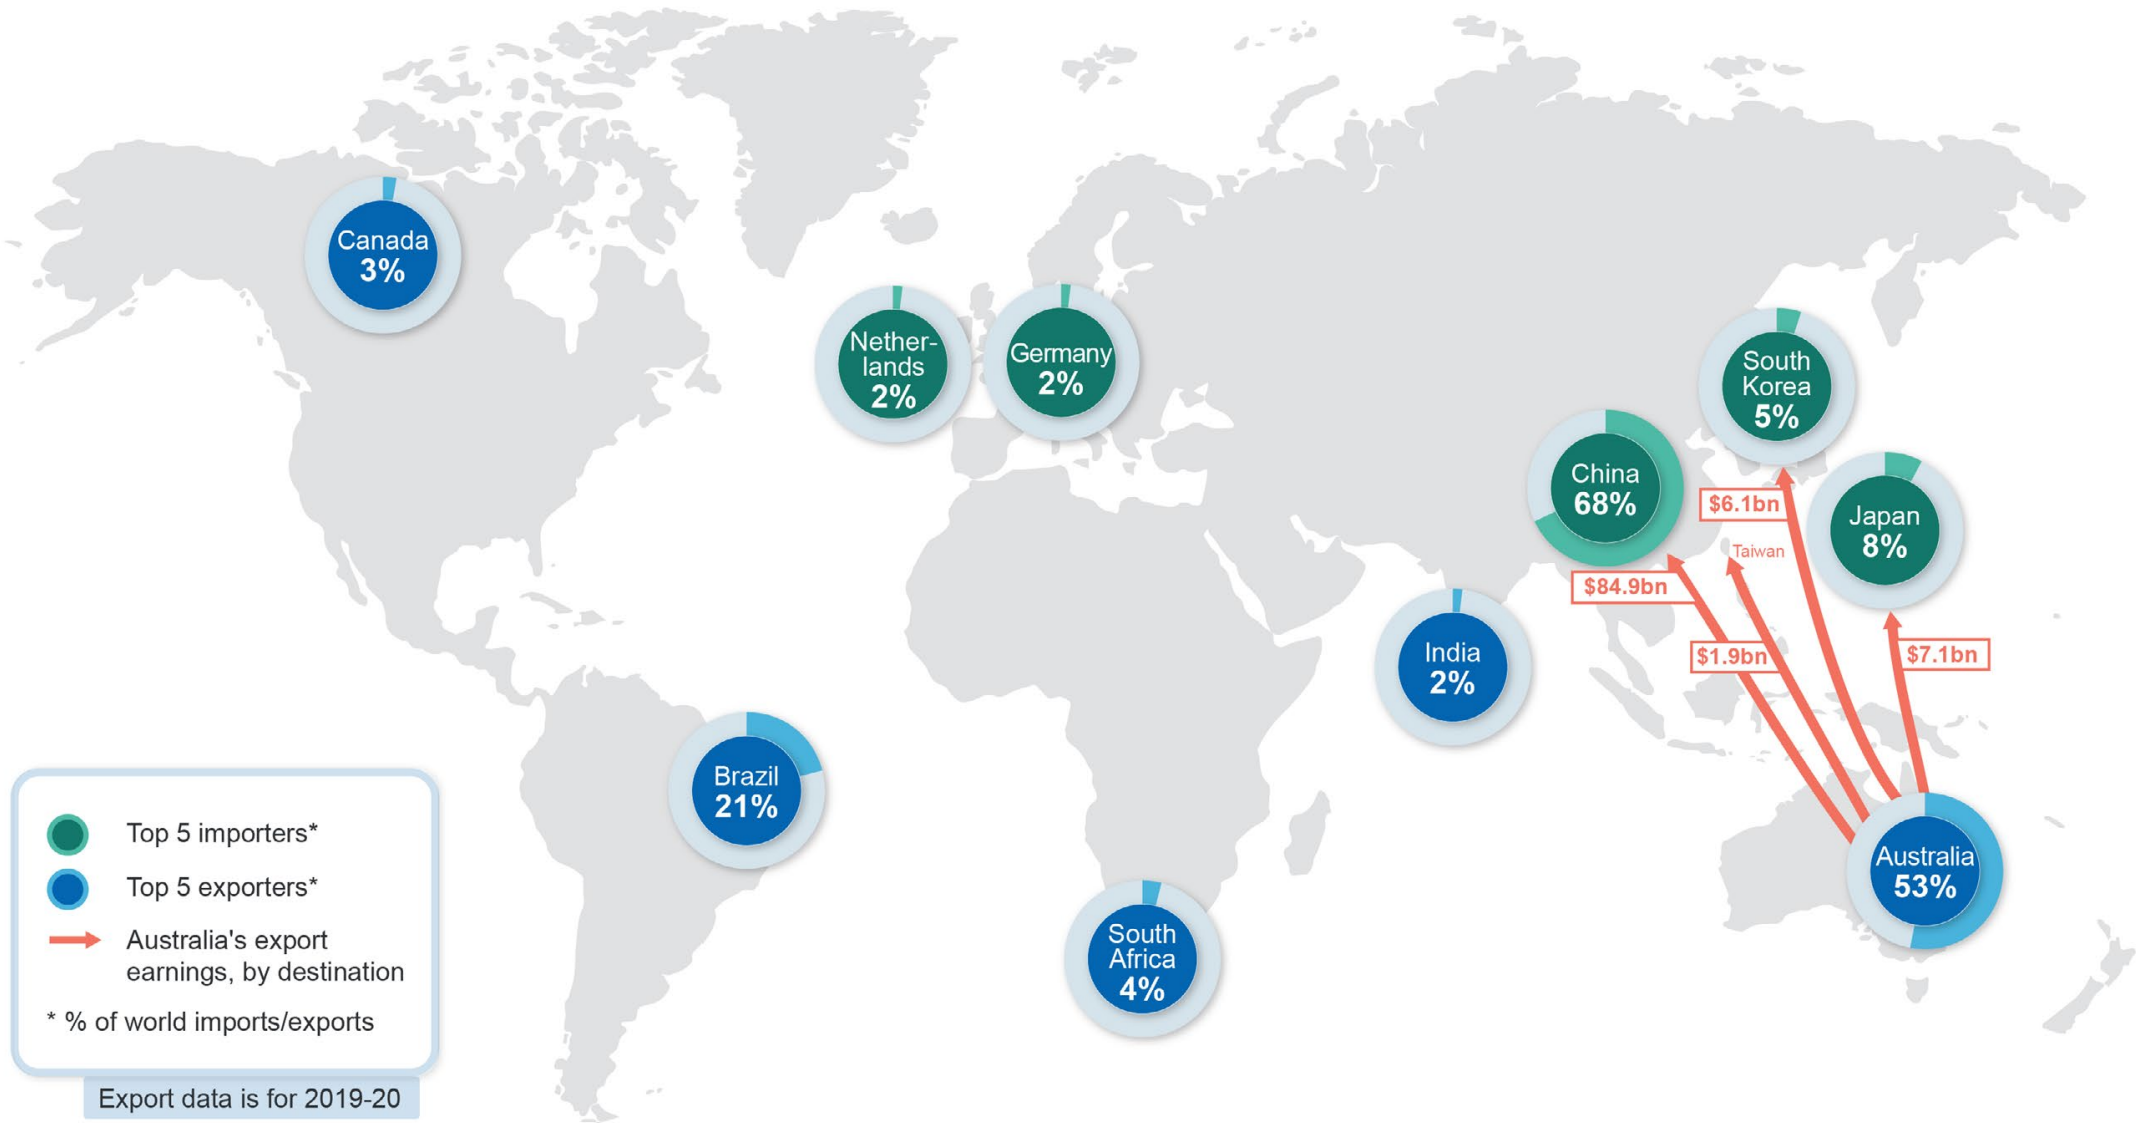 Canada
3%
Nether-
lands
2%
Germany
2%
South
Korea
5%
China
68%
$6.1bn
Japan
8%
Taiwan
$84.9bn
India
2%
$1.9bn
$7.1bn
Brazil
21%
Australia
53%
South
Africa
4%
Top 5 importers*
Top 5 exporters*
Australia's export
earnings, by destination
* % of world imports/exports
Export data is for 2019-20